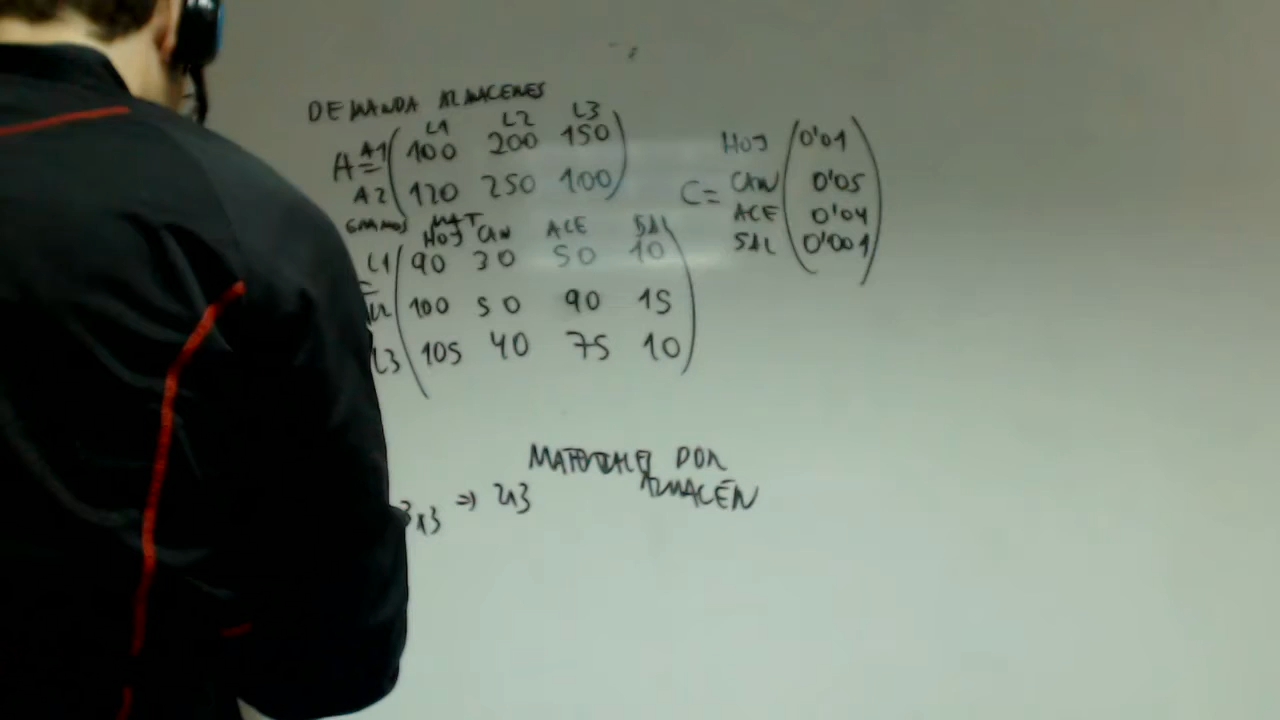 DEMANDA ALMACENES
L1 L2 L3
A= A1 100 200 150
A2 120 250 100
GRAMOS MAT
HOJ CAN ACE SAL
L1 90 30 50 10
L2 100 50 90 15
L3 105 40 75 10
HOJ 0'01
C= CAN 0'05
ACE 0'04
SAL 0'001
MATERIALES POR
ALMACÉN
3x3 => 2x3